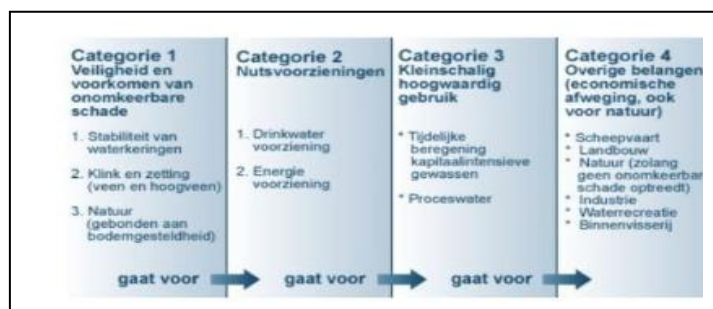 Categorie 1
Veiligheid en
voorkomen van
onomkeerbare
schade
1. Stabiliteit van
waterkeringen
2. Klink en zetting
(veen en hoogveen)
3. Natuur
(gebonden aan
bodemgesteldheid)
gaat voor
Categorie 2
Nutsvoorzieningen
1. Drinkwater
voorziening
2. Energie
voorziening
gaat voor
Categorie 3
Kleinschalig
hoogwaardig
gebruik
* Tijdelijke
beregening
kapitaalintensieve
gewassen
* Proceswater
gaat voor
Categorie 4
Overige belangen
(economische
afweging, ook
voor natuur)
* Scheepvaart
* Landbouw
* Natuur (zolang
geen onomkeerbare
schade optreedt)
* Industrie
* Waterrecreatie
* Binnenvisserij